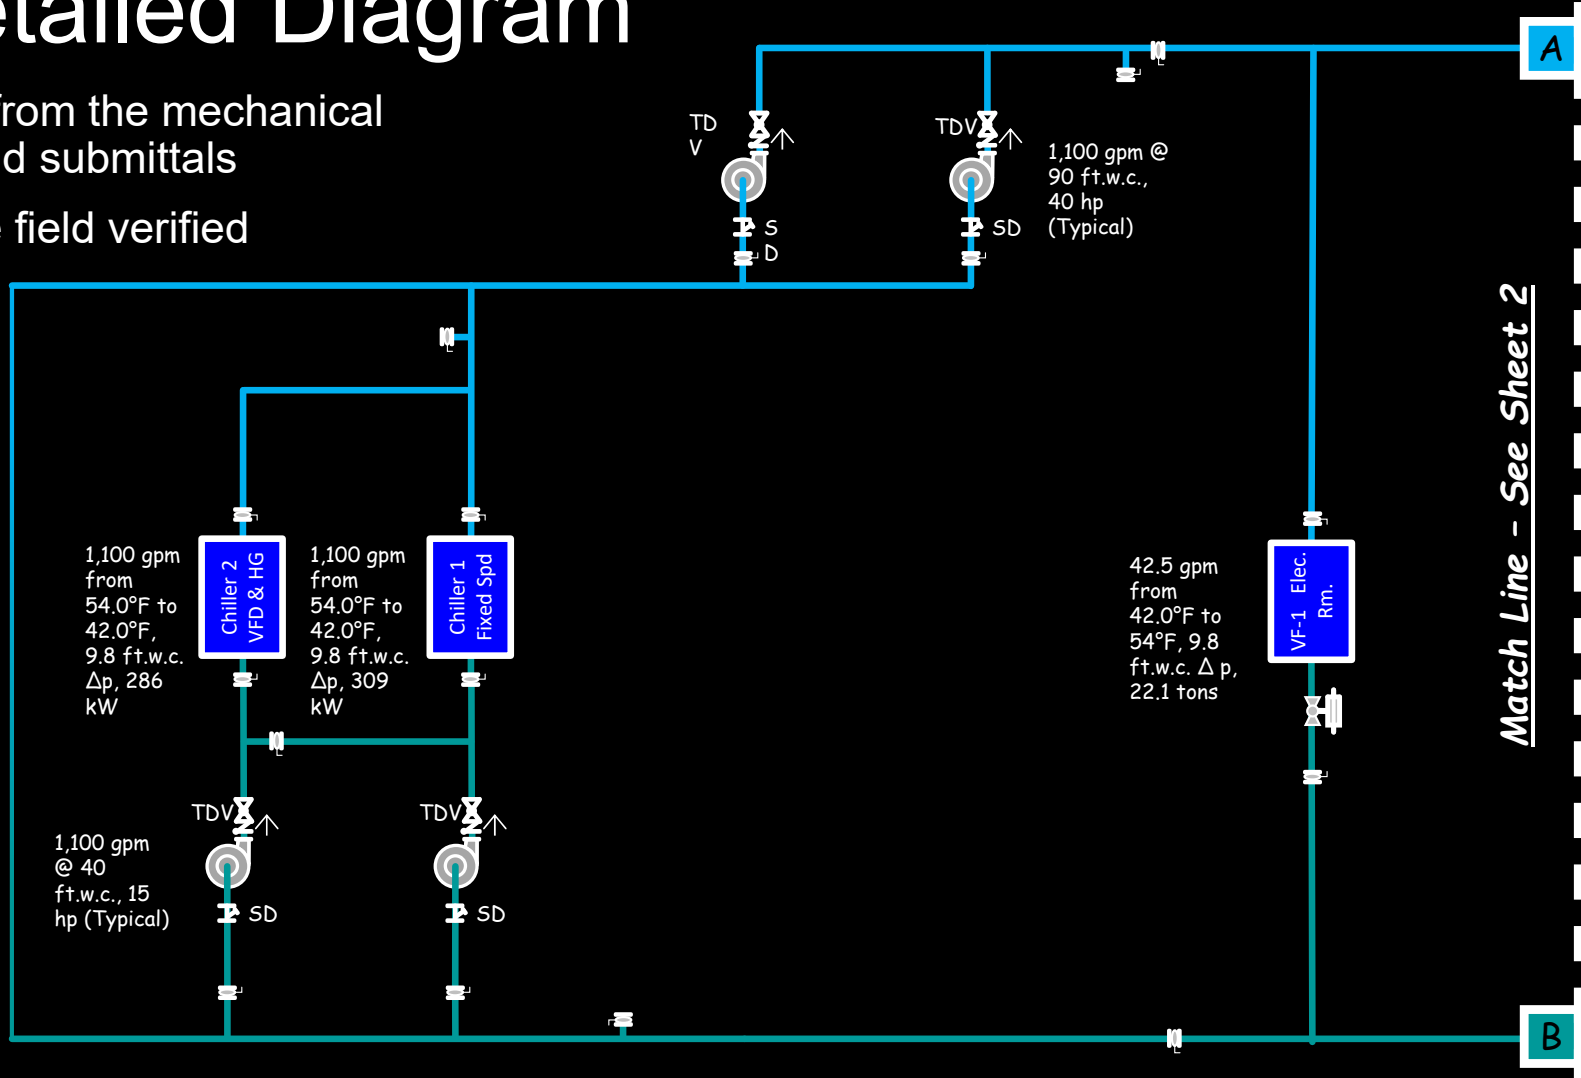 etailed Diagram
from the mechanical
d submittals
e field verified
A
TD
V
TDV
1,100 gpm @
90 ft.w.c.,
40 hp
(Typical)
S
D
SD
Match Line - See Sheet 2
1,100 gpm
from
54.0°F to
42.0°F,
9.8 ft.w.c.
Δp, 286
kW
Chiller 2
VFD & HG
1,100 gpm
from
54.0°F to
42.0°F,
9.8 ft.w.c.
Δp, 309
kW
Chiller 1
Fixed Spd
42.5 gpm
from
42.0°F to
54°F, 9.8
ft.w.c. Δ p,
22.1 tons
VF-1 Elec.
Rm.
TDV
TDV
1,100 gpm
@ 40
ft.w.c., 15
hp (Typical)
SD
SD
B